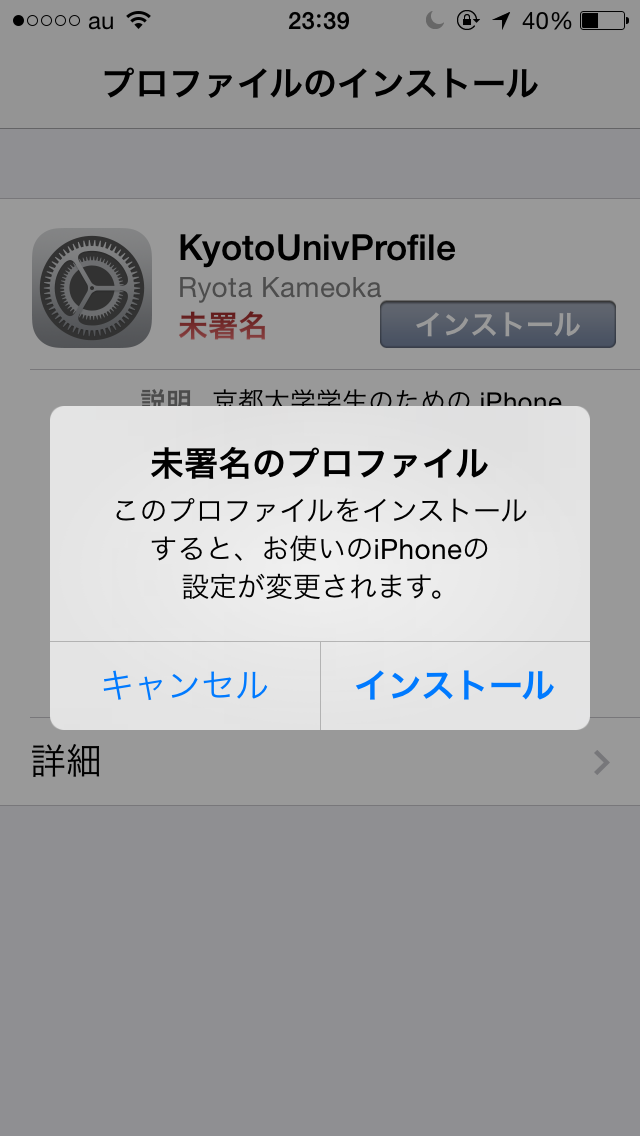 au 23:39 40%
プロファイルのインストール
KyotoUnivProfile
Ryota Kameoka
未署名 インストール
説明 京都大学学生のための iPhone
未署名のプロファイル
このプロファイルをインストール
すると、お使いのiPhoneの
設定が変更されます。
キャンセル インストール
詳細